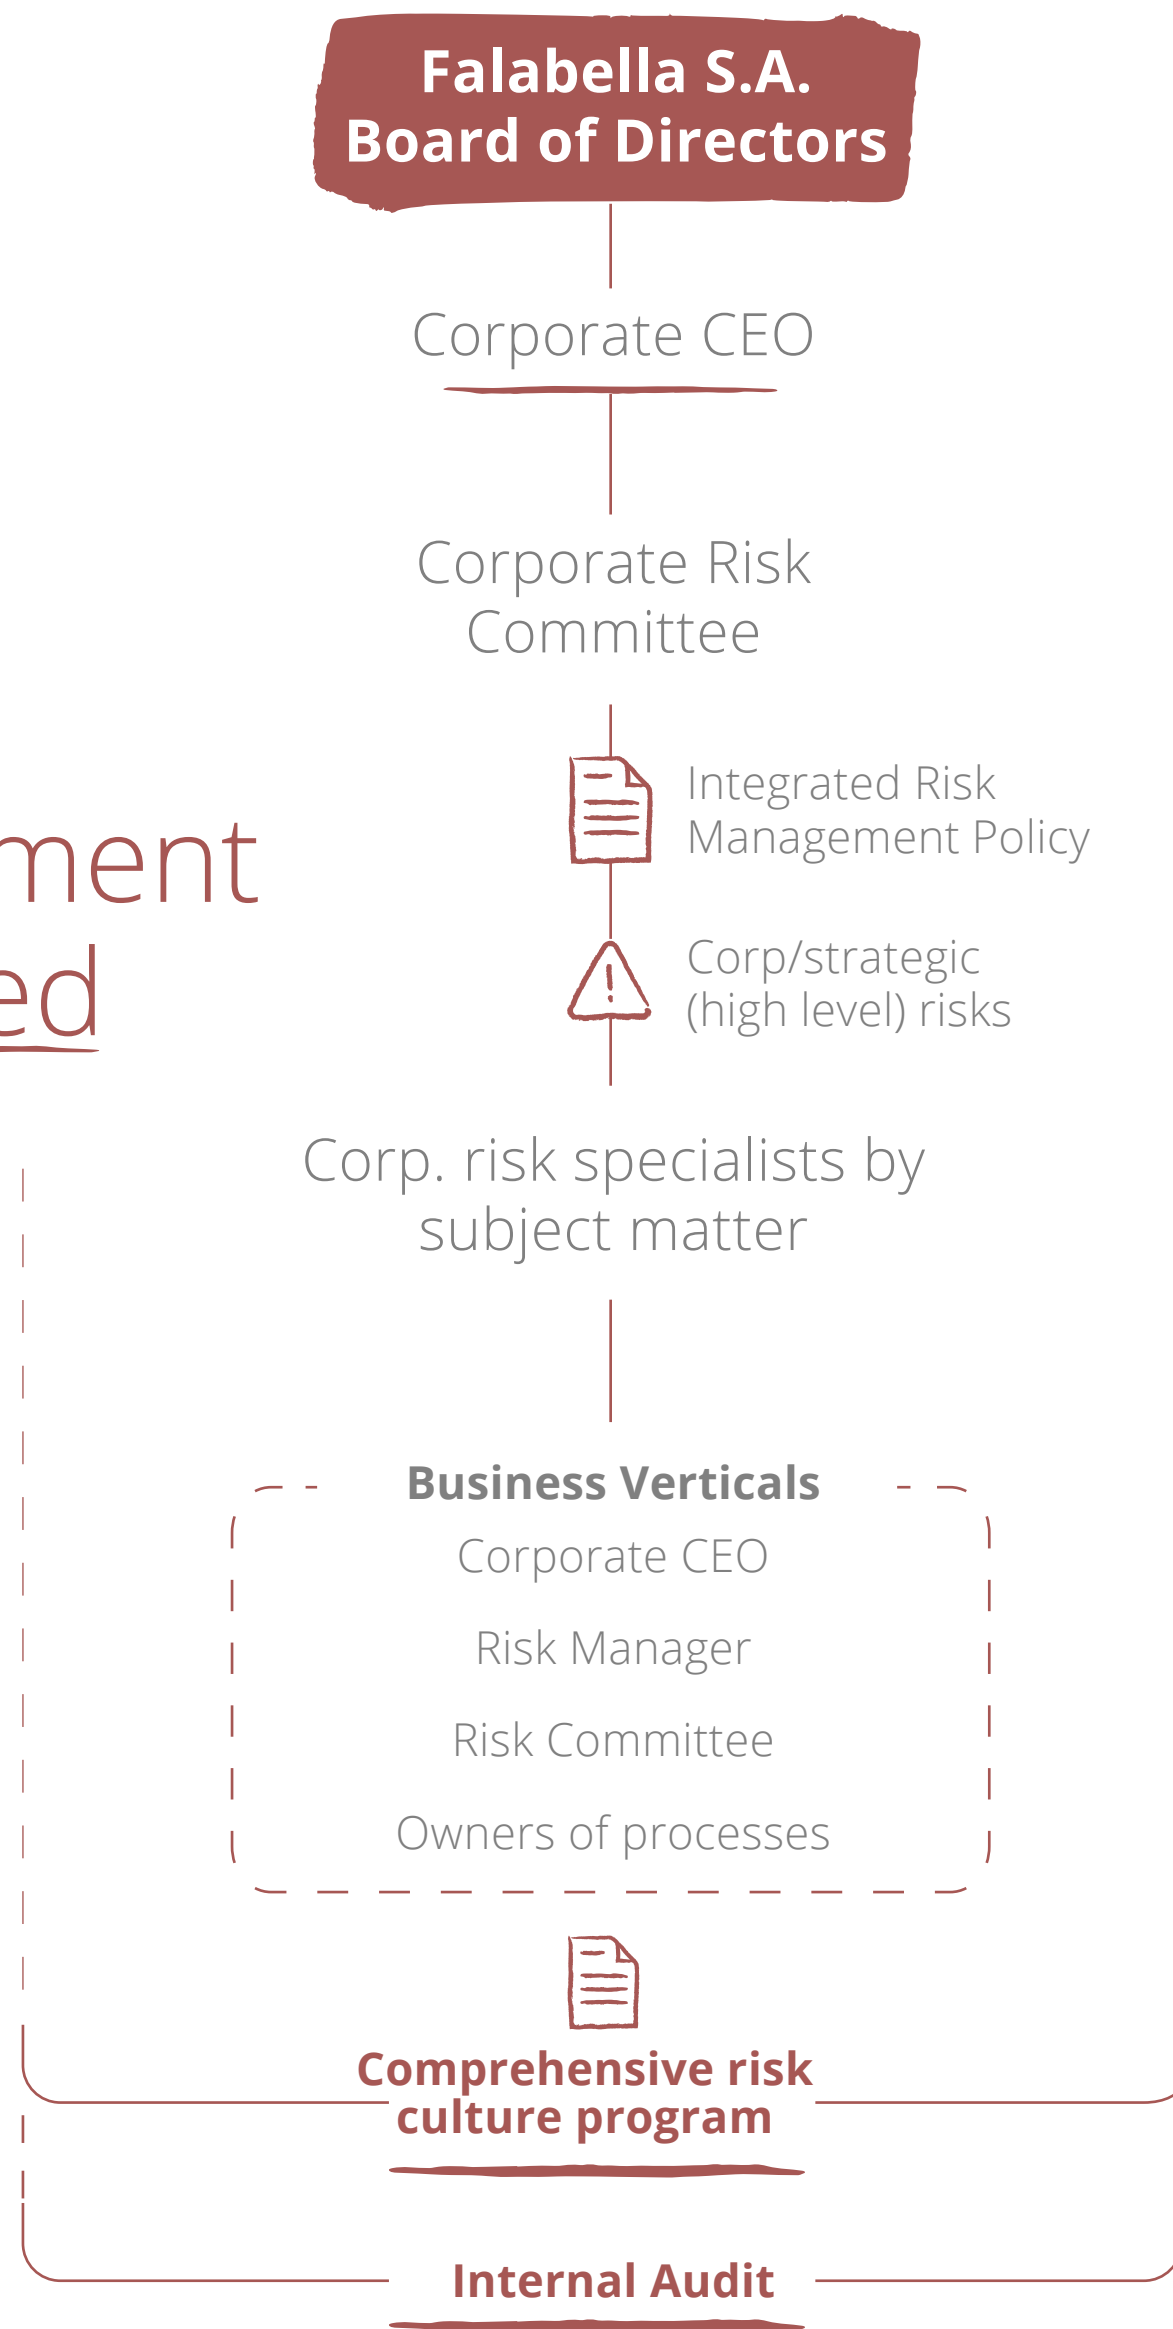 Falabella S.A.
Board of Directors
Corporate CEO
Corporate Risk
Committee
Integrated Risk
Management Policy
ment
ed
Corp/strategic
(high level) risks
Corp. risk specialists by
subject matter
Business Verticals
Corporate CEO
Risk Manager
Risk Committee
Owners of processes
Comprehensive risk
culture program
Internal Audit